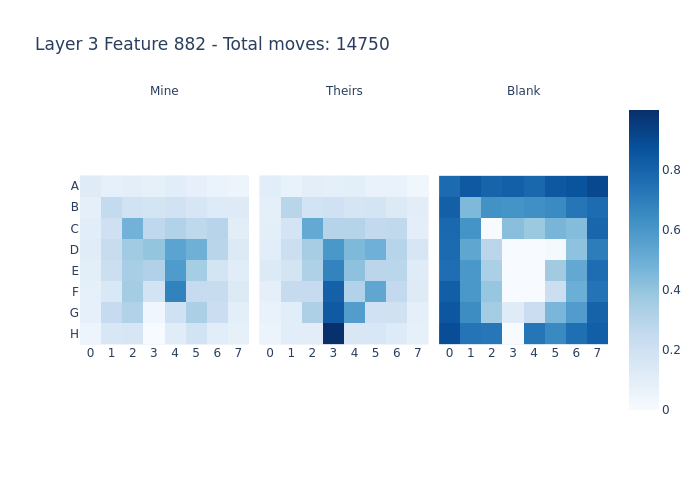 Layer 3 Feature 882 - Total moves: 14750
Mine Theirs Blank
A
B
C
D
E
F
G
H
0 1 2 3 4 5 6 7 0 1 2 3 4 5 6 7 0 1 2 3 4 5 6 7
0.8
0.6
0.4
0.2
0